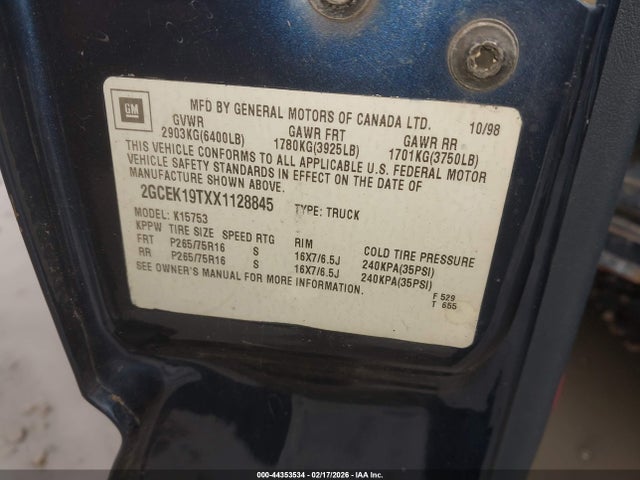 GM
MFD BY GENERAL MOTORS OF CANADA LTD. 10/98
GVWR GAWR FRT GAWR RR
2903KG(6400LB) 1780KG(3925LB) 1701KG(3750LB)
THIS VEHICLE CONFORMS TO ALL APPLICABLE U.S. FEDERAL MOTOR
VEHICLE SAFETY STANDARDS IN EFFECT ON THE DATE OF
MANUFACTURE SHOWN ABOVE.
2GCEK19TXX1128845 TYPE: TRUCK
MODEL: K15753
KPPW TIRE SIZE SPEED RTG RIM COLD TIRE PRESSURE
FRT P265/75R16 S 16X7/6.5J 240KPA(35PSI)
RR P265/75R16 S 16X7/6.5J 240KPA(35PSI)
SEE OWNER'S MANUAL FOR MORE INFORMATION.
F 529
T 655
000-44353534 - 02/17/2026 - IAA Inc.